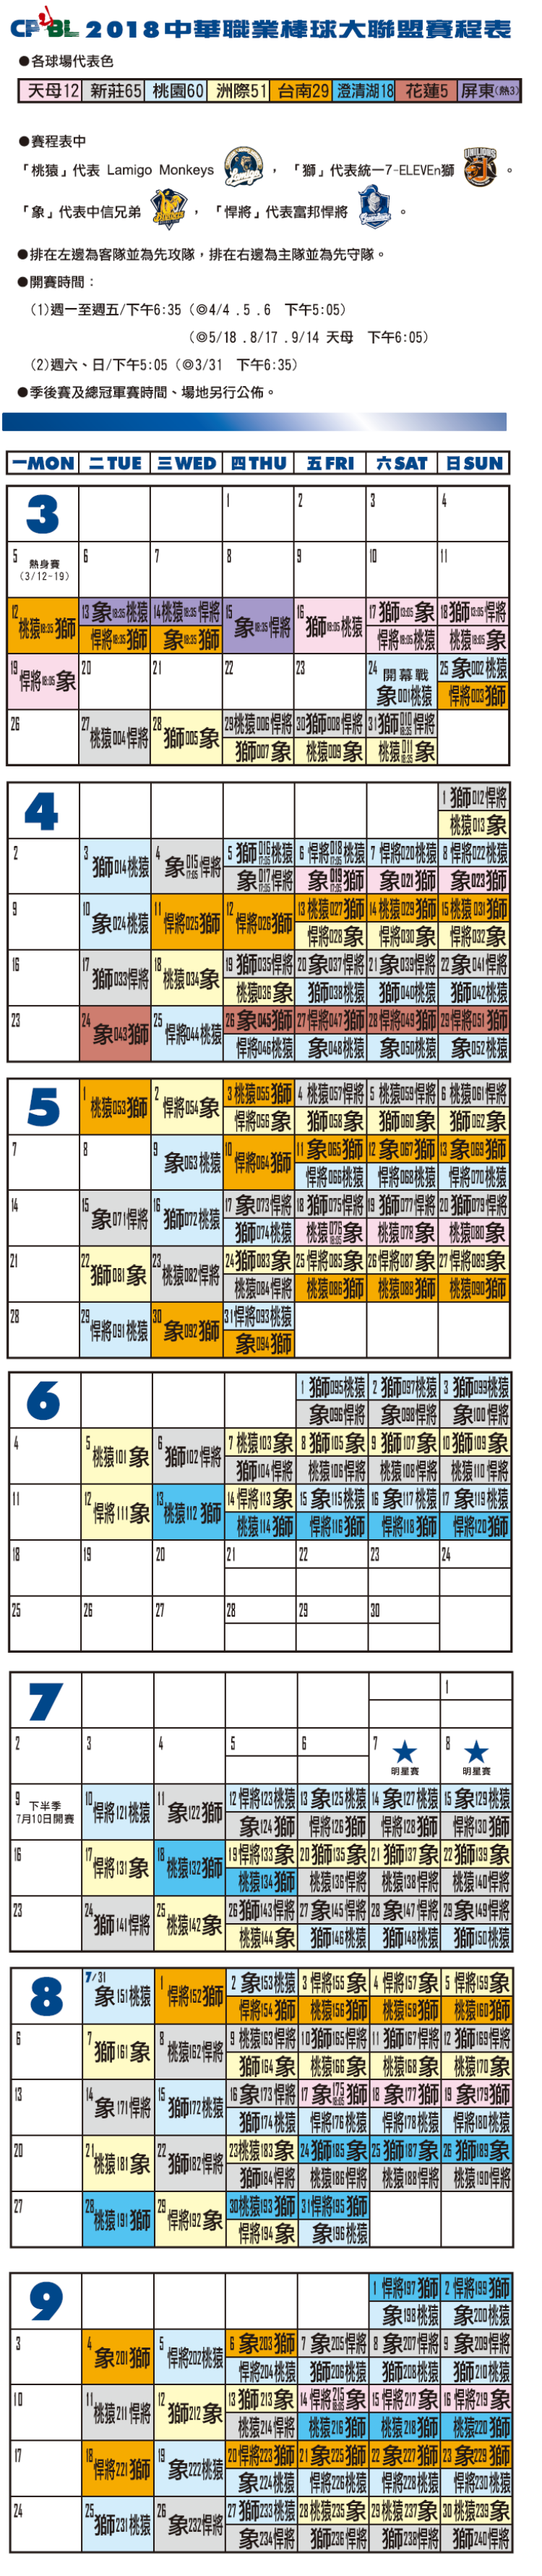 CPBL 2018中華職業棒球大聯盟賽程表
●各球場代表色
天母12 新莊65 桃園60 洲際51 台南29 澄清湖18 花蓮5 屏東(熱3)
●賽程表中
「桃猿」代表 Lamigo Monkeys ，「獅」代表統一7-ELEVEn獅 。
「象」代表中信兄弟 ，「悍將」代表富邦悍將 。
●排在左邊為客隊並為先攻隊，排在右邊為主隊並為先守隊。
●開賽時間：
(1)週一至週五/下午6:35（◎4/4 .5 .6 下午5:05）
（◎5/18 .8/17 .9/14 天母 下午6:05）
(2)週六、日/下午5:05（◎3/31 下午6:35）
●季後賽及總冠軍賽時間、場地另行公佈。
一MON 二TUE 三WED 四THU 五FRI 六SAT 日SUN
3
1 2 3 4
5 熱身賽 6 7 8 9 10 11
(3/12-19)
12 桃猿18:35獅 13 象18:35桃猿 14 桃猿18:35悍將 15 象18:35悍將 16 獅18:05桃猿 17 獅13:05象 18 獅12:05悍將
悍將18:35獅 象18:35獅 悍將18:05桃猿 桃猿18:05象
19 悍將18:05象 20 21 22 23 24 開幕戰 25 象002桃猿
象001桃猿 悍將003獅
26 27 桃猿004悍將 28 獅005象 29 桃猿006悍將 30 獅008悍將 31 獅010 18:35悍將
獅007象 桃猿009象 桃猿011 18:35象
4
1 獅012悍將
桃猿013象
2 3 獅014桃猿 4 象015 17:05悍將 5 獅016 17:05桃猿 6 悍將018 17:05桃猿 7 悍將020桃猿 8 悍將022桃猿
象017 17:05悍將 象019 17:05獅 象021獅 象023獅
9 10 象024桃猿 11 悍將025獅 12 悍將026獅 13 桃猿027獅 14 桃猿029獅 15 桃猿031獅
悍將028象 悍將030象 悍將032象
16 17 獅033悍將 18 桃猿034象 19 獅035悍將 20 象037悍將 21 象039悍將 22 象041悍將
桃猿036象 獅038桃猿 獅040桃猿 獅042桃猿
23 24 象043獅 25 悍將044桃猿 26 象045獅 27 悍將047獅 28 悍將049獅 29 悍將051獅
悍將046桃猿 象048桃猿 象050桃猿 象052桃猿
5
1 桃猿053獅 2 悍將054象 3 桃猿055獅 4 桃猿057悍將 5 桃猿059悍將 6 桃猿061悍將
悍將056象 獅058象 獅060象 獅062象
7 8 9 象063桃猿 10 悍將064獅 11 象065獅 12 象067獅 13 象069獅
悍將066桃猿 悍將068桃猿 悍將070桃猿
14 15 象071悍將 16 獅072桃猿 17 象073悍將 18 獅075悍將 19 獅077悍將 20 獅079悍將
獅074桃猿 桃猿076 18:05象 桃猿078象 桃猿080象
21 22 獅081象 23 桃猿082悍將 24 獅083象 25 悍將085象 26 悍將087象 27 悍將089象
桃猿084悍將 桃猿086獅 桃猿088獅 桃猿090獅
28 29 悍將091桃猿 30 象092獅 31 悍將093桃猿
象094獅
6
1 獅095桃猿 2 獅097桃猿 3 獅099桃猿
象096悍將 象098悍將 象100悍將
4 5 桃猿101象 6 獅102悍將 7 桃猿103象 8 獅105象 9 獅107象 10 獅109象
獅104悍將 桃猿106悍將 桃猿108悍將 桃猿110悍將
11 12 悍將111象 13 桃猿112獅 14 悍將113象 15 象115桃猿 16 象117桃猿 17 象119桃猿
桃猿114獅 悍將116獅 悍將118獅 悍將120獅
18 19 20 21 22 23 24
25 26 27 28 29 30
7
1
2 3 4 5 6 7 明星賽 8 明星賽
9 下半季 10 悍將121桃猿 11 象122獅 12 悍將123桃猿 13 象125桃猿 14 象127桃猿 15 象129桃猿
7月10日開賽 象124獅 悍將126獅 悍將128獅 悍將130獅
16 17 悍將131象 18 桃猿132獅 19 悍將133象 20 獅135象 21 獅137象 22 獅139象
桃猿134獅 桃猿136悍將 桃猿138悍將 桃猿140悍將
23 24 獅141悍將 25 桃猿142象 26 獅143悍將 27 象145悍將 28 象147悍將 29 象149悍將
桃猿144象 獅146桃猿 獅148桃猿 獅150桃猿
8
7/31 象151桃猿 1 悍將152獅 2 象153桃猿 3 悍將155象 4 悍將157象 5 悍將159象
悍將154獅 桃猿156獅 桃猿158獅 桃猿160獅
6 7 獅161象 8 桃猿162悍將 9 桃猿163悍將 10 獅165悍將 11 獅167悍將 12 獅169悍將
獅164象 桃猿166象 桃猿168象 桃猿170象
13 14 象171悍將 15 獅172桃猿 16 象173悍將 17 象175 18:05獅 18 象177獅 19 象179獅
獅174桃猿 悍將176桃猿 悍將178桃猿 悍將180桃猿
20 21 桃猿181象 22 獅182悍將 23 桃猿183象 24 獅185象 25 獅187象 26 獅189象
獅184悍將 桃猿186悍將 桃猿188悍將 桃猿190悍將
27 28 桃猿191獅 29 悍將192象 30 桃猿193獅 31 悍將195獅
悍將194象 象196桃猿
9
1 悍將197獅 2 悍將199獅
象198桃猿 象200桃猿
3 4 象201獅 5 悍將202桃猿 6 象203獅 7 象205悍將 8 象207悍將 9 象209悍將
悍將204桃猿 獅206桃猿 獅208桃猿 獅210桃猿
10 11 桃猿211悍將 12 獅212象 13 獅213象 14 悍將215 18:05象 15 悍將217象 16 悍將219象
桃猿214悍將 桃猿216獅 桃猿218獅 桃猿220獅
17 18 悍將221獅 19 象222桃猿 20 悍將223獅 21 象225獅 22 象227獅 23 象229獅
象224桃猿 悍將226桃猿 悍將228桃猿 悍將230桃猿
24 25 獅231桃猿 26 象232悍將 27 獅233桃猿 28 桃猿235象 29 桃猿237象 30 桃猿239象
象234悍將 獅236悍將 獅238悍將 獅240悍將